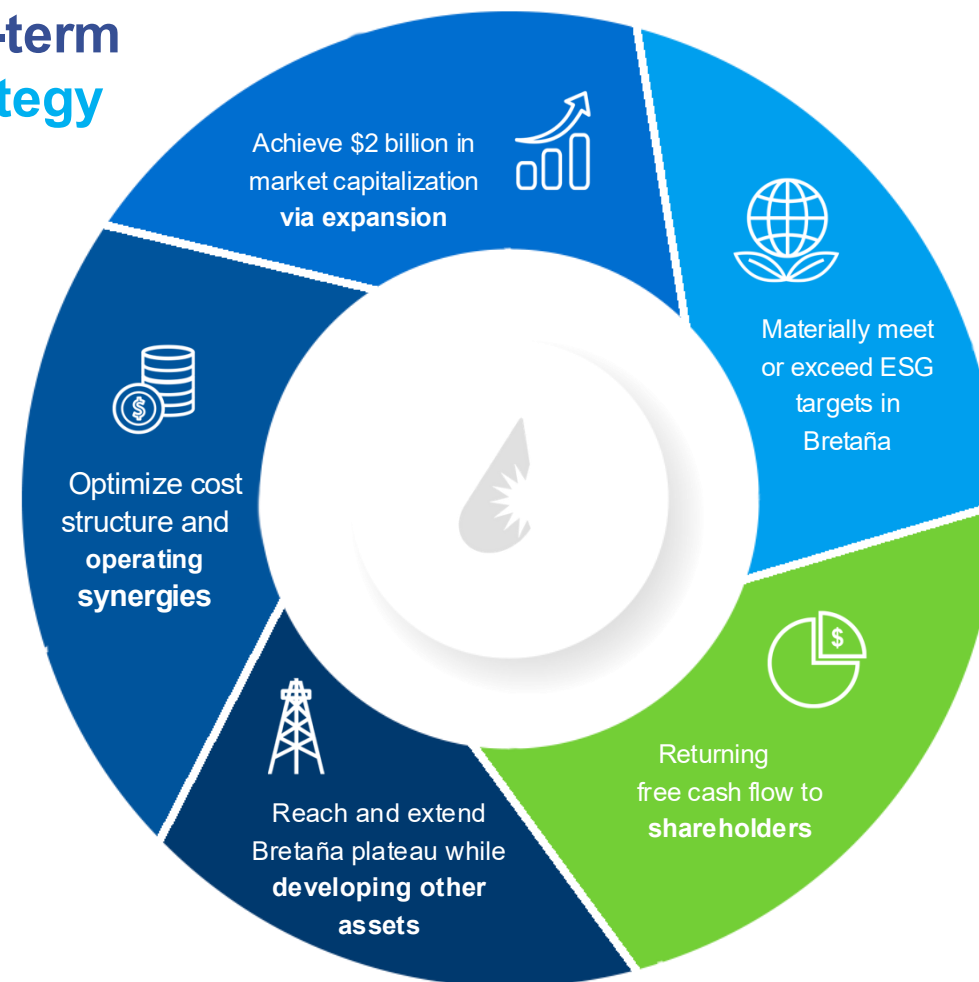 -term
tegy
Achieve $2 billion in
market capitalization
via expansion
Materially meet
or exceed ESG
targets in
Bretaña
$
Returning
free cash flow to
shareholders
Reach and extend
Bretaña plateau while
developing other
assets
$
Optimize cost
structure and
operating
synergies